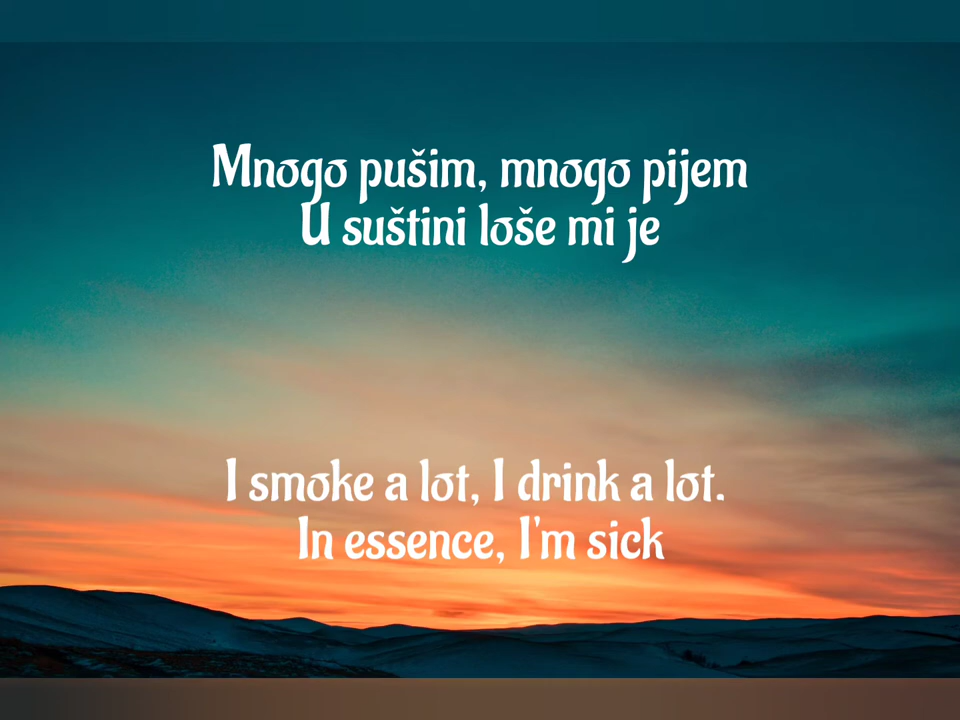 Mnogo pušim, mnogo pijem
U suštini loše mi je
I smoke a lot, I drink a lot.
In essence, I'm sick